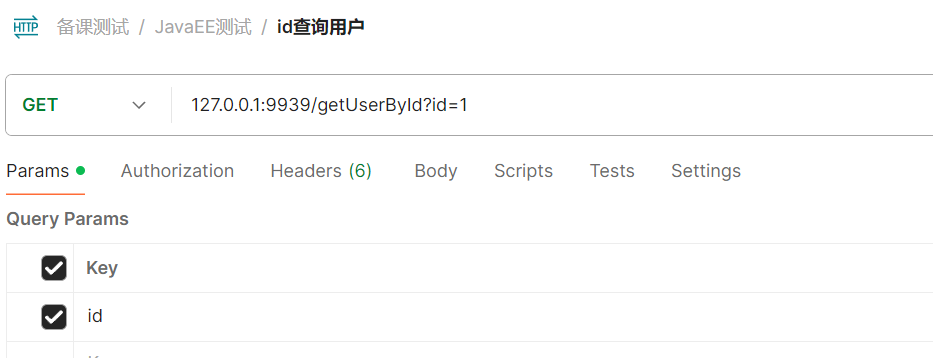 HTTP 备课测试 / JavaEE测试 / id查询用户
GET 127.0.0.1:9939/getUserById?id=1
Params Authorization Headers (6) Body Scripts Tests Settings
Query Params
Key
id